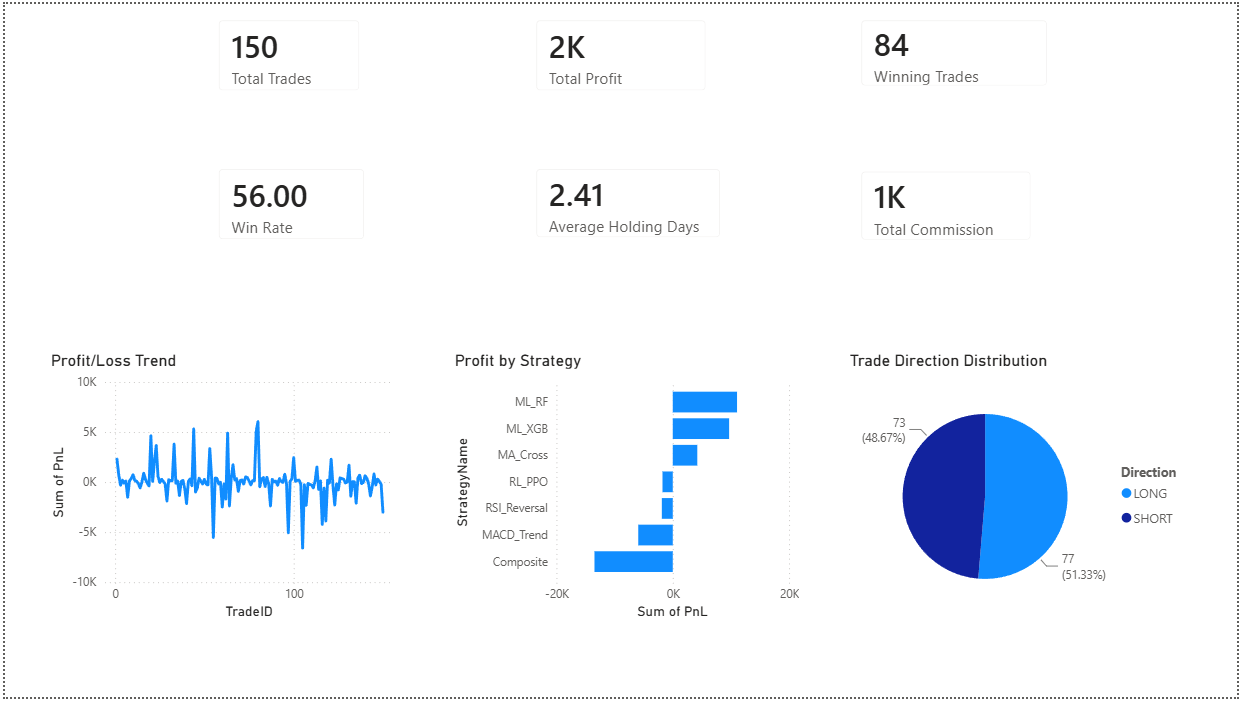 150
Total Trades
2K
Total Profit
84
Winning Trades
56.00
Win Rate
2.41
Average Holding Days
1K
Total Commission
Profit/Loss Trend
10K
5K
0K
-5K
-10K
Sum of PnL
0
100
TradeID
Profit by Strategy
StrategyName
ML_RF
ML_XGB
MA_Cross
RL_PPO
RSI_Reversal
MACD_Trend
Composite
-20K
0K
20K
Sum of PnL
Trade Direction Distribution
73
(48.67%)
77
(51.33%)
Direction
LONG
SHORT